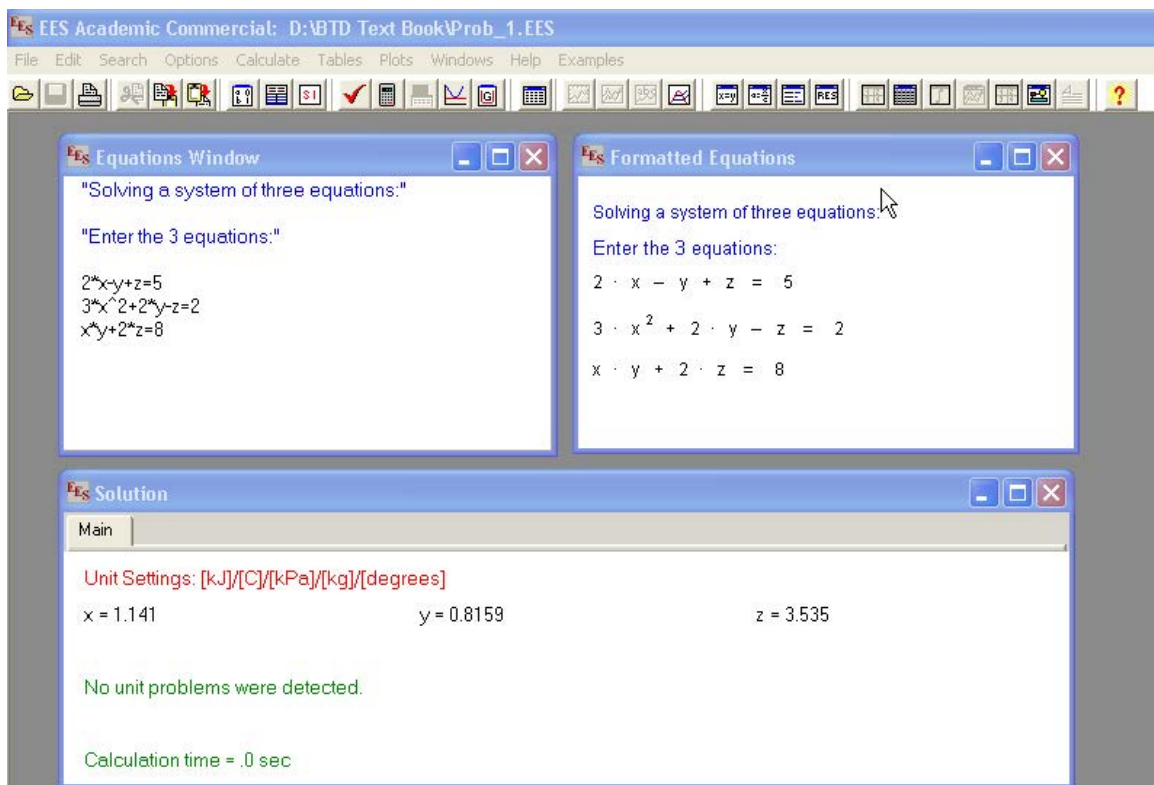 EES Academic Commercial: D:\BTD Text Book\Prob_1.EES
File Edit Search Options Calculate Tables Plots Windows Help Examples
EES Equations Window
"Solving a system of three equations:"
"Enter the 3 equations:"
2*x-y+z=5
3*x^2+2*y-z=2
x*y+2*z=8
EES Formatted Equations
Solving a system of three equations:
Enter the 3 equations:
2 · x – y + z = 5
3 · x² + 2 · y – z = 2
x · y + 2 · z = 8
EES Solution
Main
Unit Settings: [kJ]/[C]/[kPa]/[kg]/[degrees]
x = 1.141 y = 0.8159 z = 3.535
No unit problems were detected.
Calculation time = .0 sec